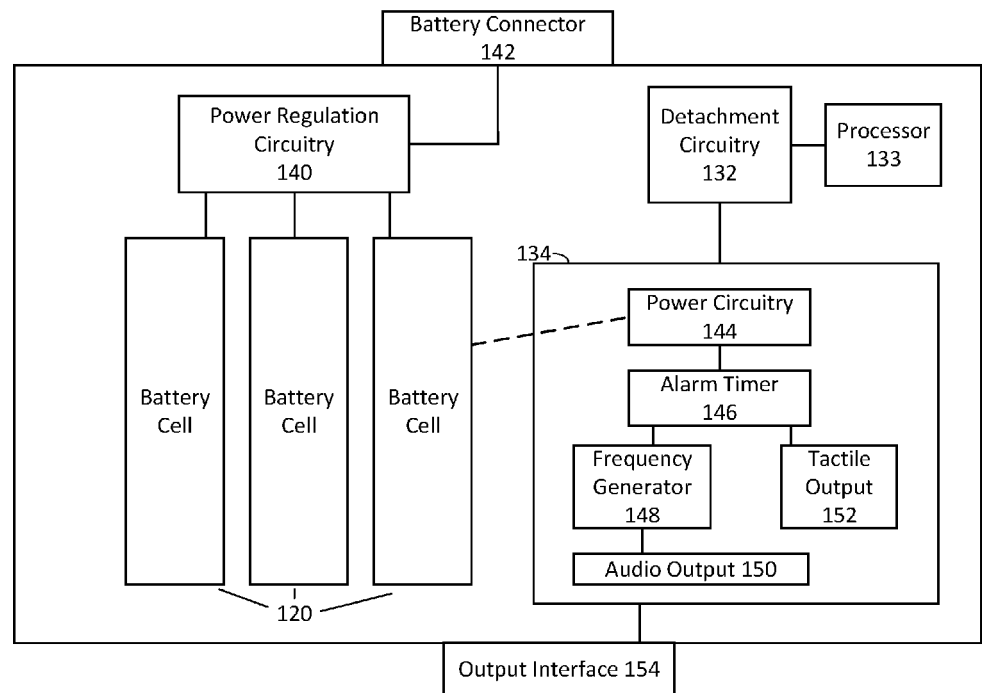 Battery Connector
142
Power Regulation
Circuitry
140
Detachment
Circuitry
132
Processor
133
134
Power Circuitry
144
Alarm Timer
146
Battery
Cell
Battery
Cell
Battery
Cell
Frequency
Generator
148
Tactile
Output
152
Audio Output 150
120
Output Interface 154